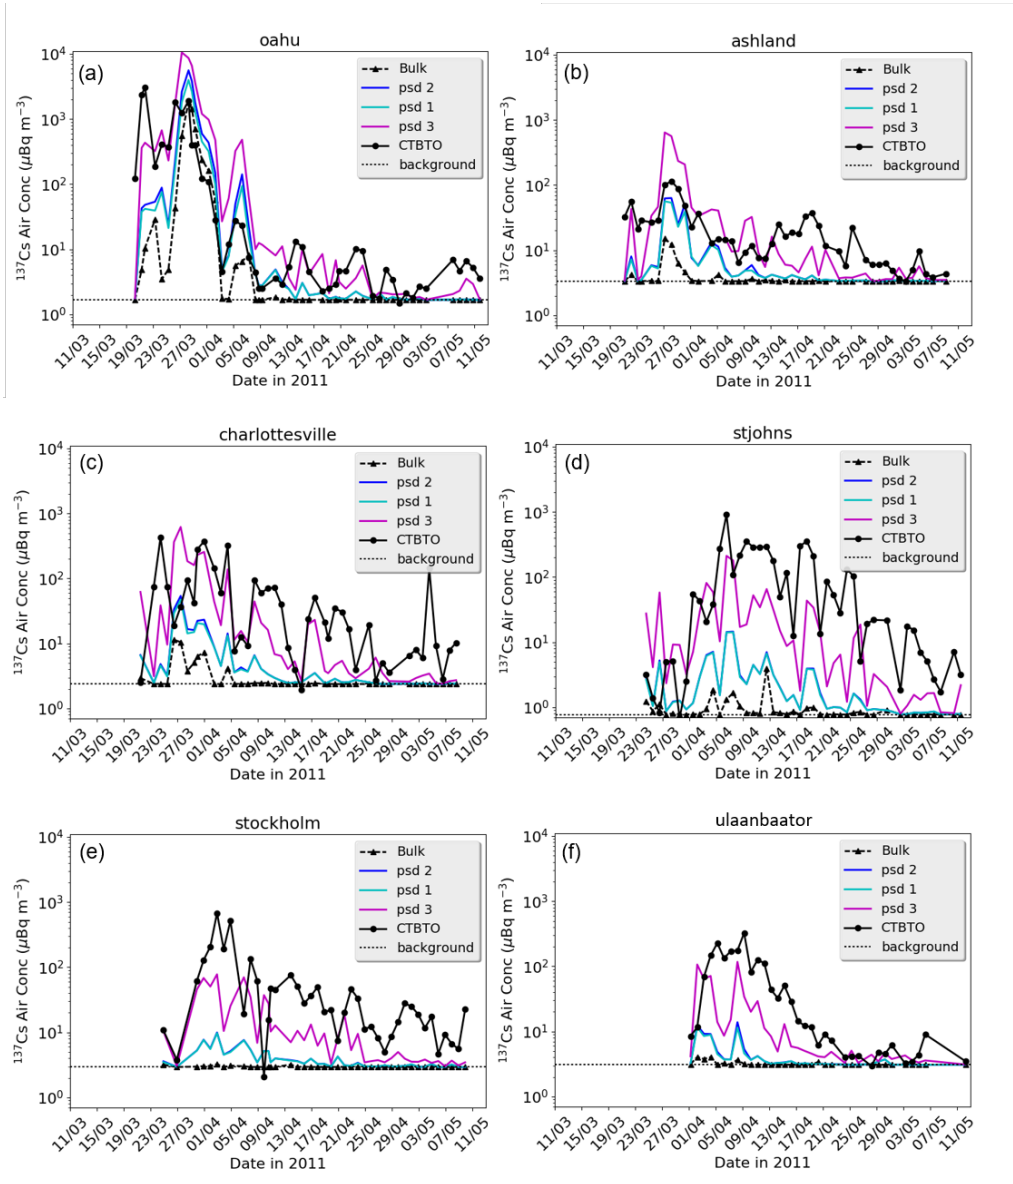 oahu
(a)
Bulk
psd 2
psd 1
psd 3
CTBTO
background
10⁴
10³
10²
10¹
10⁰
¹³⁷Cs Air Conc (μBq m⁻³)
11/03 15/03 19/03 23/03 27/03 01/04 05/04 09/04 13/04 17/04 21/04 25/04 29/04 03/05 07/05 11/05
Date in 2011
ashland
(b)
Bulk
psd 2
psd 1
psd 3
CTBTO
background
10⁴
10³
10²
10¹
10⁰
¹³⁷Cs Air Conc (μBq m⁻³)
11/03 15/03 19/03 23/03 27/03 01/04 05/04 09/04 13/04 17/04 21/04 25/04 29/04 03/05 07/05 11/05
Date in 2011
charlottesville
(c)
Bulk
psd 2
psd 1
psd 3
CTBTO
background
10⁴
10³
10²
10¹
10⁰
¹³⁷Cs Air Conc (μBq m⁻³)
11/03 15/03 19/03 23/03 27/03 01/04 05/04 09/04 13/04 17/04 21/04 25/04 29/04 03/05 07/05 11/05
Date in 2011
stjohns
(d)
Bulk
psd 2
psd 1
psd 3
CTBTO
background
10⁴
10³
10²
10¹
10⁰
¹³⁷Cs Air Conc (μBq m⁻³)
11/03 15/03 19/03 23/03 27/03 01/04 05/04 09/04 13/04 17/04 21/04 25/04 29/04 03/05 07/05 11/05
Date in 2011
stockholm
(e)
Bulk
psd 2
psd 1
psd 3
CTBTO
background
10⁴
10³
10²
10¹
10⁰
¹³⁷Cs Air Conc (μBq m⁻³)
11/03 15/03 19/03 23/03 27/03 01/04 05/04 09/04 13/04 17/04 21/04 25/04 29/04 03/05 07/05 11/05
Date in 2011
ulaanbaator
(f)
Bulk
psd 2
psd 1
psd 3
CTBTO
background
10⁴
10³
10²
10¹
10⁰
¹³⁷Cs Air Conc (μBq m⁻³)
11/03 15/03 19/03 23/03 27/03 01/04 05/04 09/04 13/04 17/04 21/04 25/04 29/04 03/05 07/05 11/05
Date in 2011